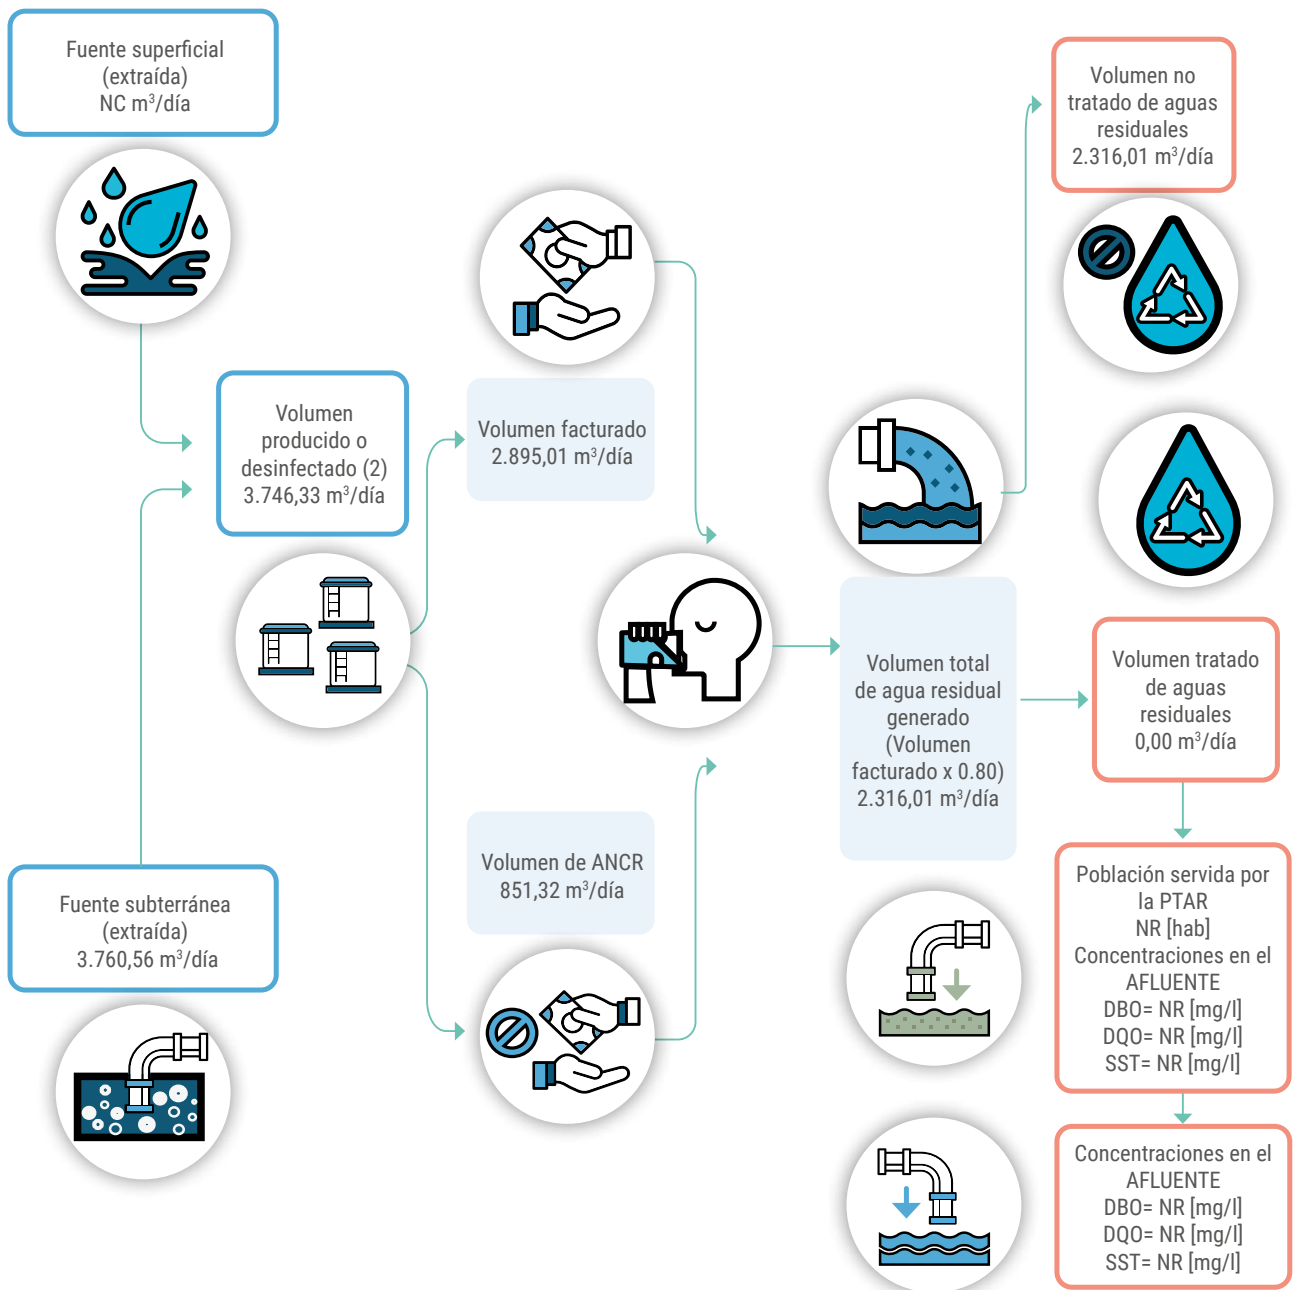 Fuente superficial
(extraída)
NC m³/día
Volumen
producido o
desinfectado (2)
3.746,33 m³/día
Fuente subterránea
(extraída)
3.760,56 m³/día
Volumen facturado
2.895,01 m³/día
Volumen de ANCR
851,32 m³/día
Volumen total
de agua residual
generado
(Volumen
facturado x 0.80)
2.316,01 m³/día
Volumen no
tratado de aguas
residuales
2.316,01 m³/día
Volumen tratado
de aguas
residuales
0,00 m³/día
Población servida por
la PTAR
NR [hab]
Concentraciones en el
AFLUENTE
DBO= NR [mg/l]
DQO= NR [mg/l]
SST= NR [mg/l]
Concentraciones en el
AFLUENTE
DBO= NR [mg/l]
DQO= NR [mg/l]
SST= NR [mg/l]